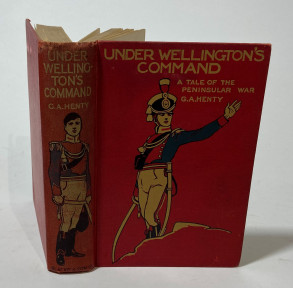 UNDER
WELLING-
TON'S
COMMAND
G.A.HENTY
UNDER WELLINGTON'S
COMMAND
A TALE OF THE
PENINSULAR WAR
G.A.HENTY